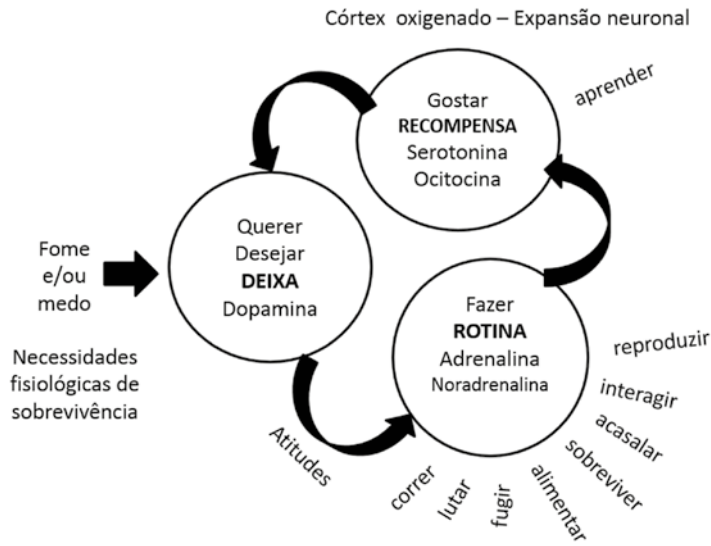 Córtex oxigenado – Expansão neuronal
aprender
Gostar
RECOMPENSA
Serotonina
Ocitocina
Querer
Desejar
DEIXA
Dopamina
Fome
e/ou
medo
Necessidades
fisiológicas de
sobrevivência
Atitudes
Fazer
ROTINA
Adrenalina
Noradrenalina
reproduzir
interagir
acasalar
sobreviver
alimentar
fugir
lutar
correr